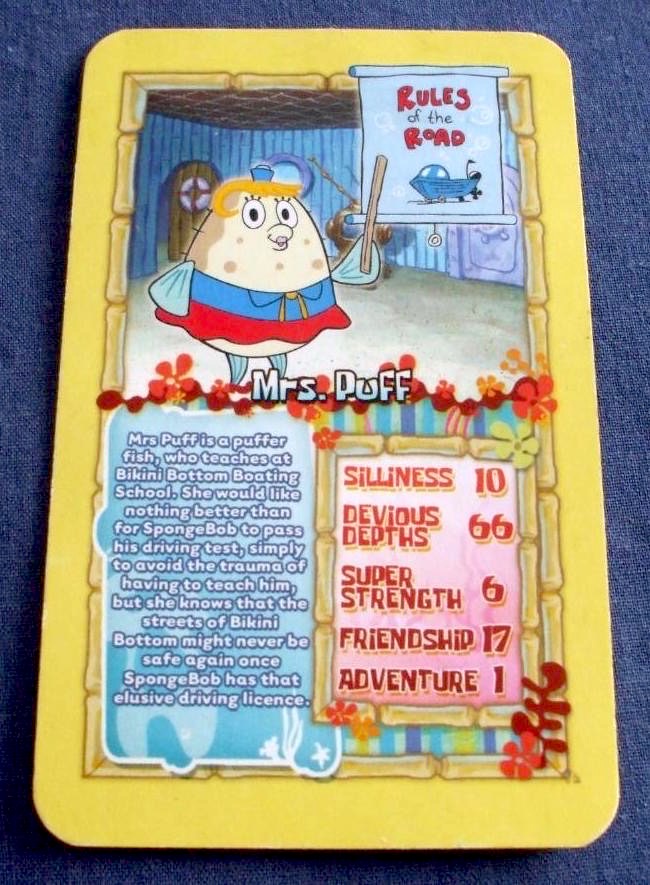 RULES
of the
ROAD
Mrs. Puff
Mrs Puff is a puffer
fish, who teaches at
Bikini Bottom Boating
School. She would like
nothing better than
for SpongeBob to pass
his driving test, simply
to avoid the trauma of
having to teach him,
but she knows that the
streets of Bikini
Bottom might never be
safe again once
SpongeBob has that
elusive driving licence.
SILLINESS 10
DEVIOUS
DEPTHS 66
SUPER
STRENGTH 6
FRIENDSHIP 17
ADVENTURE 1